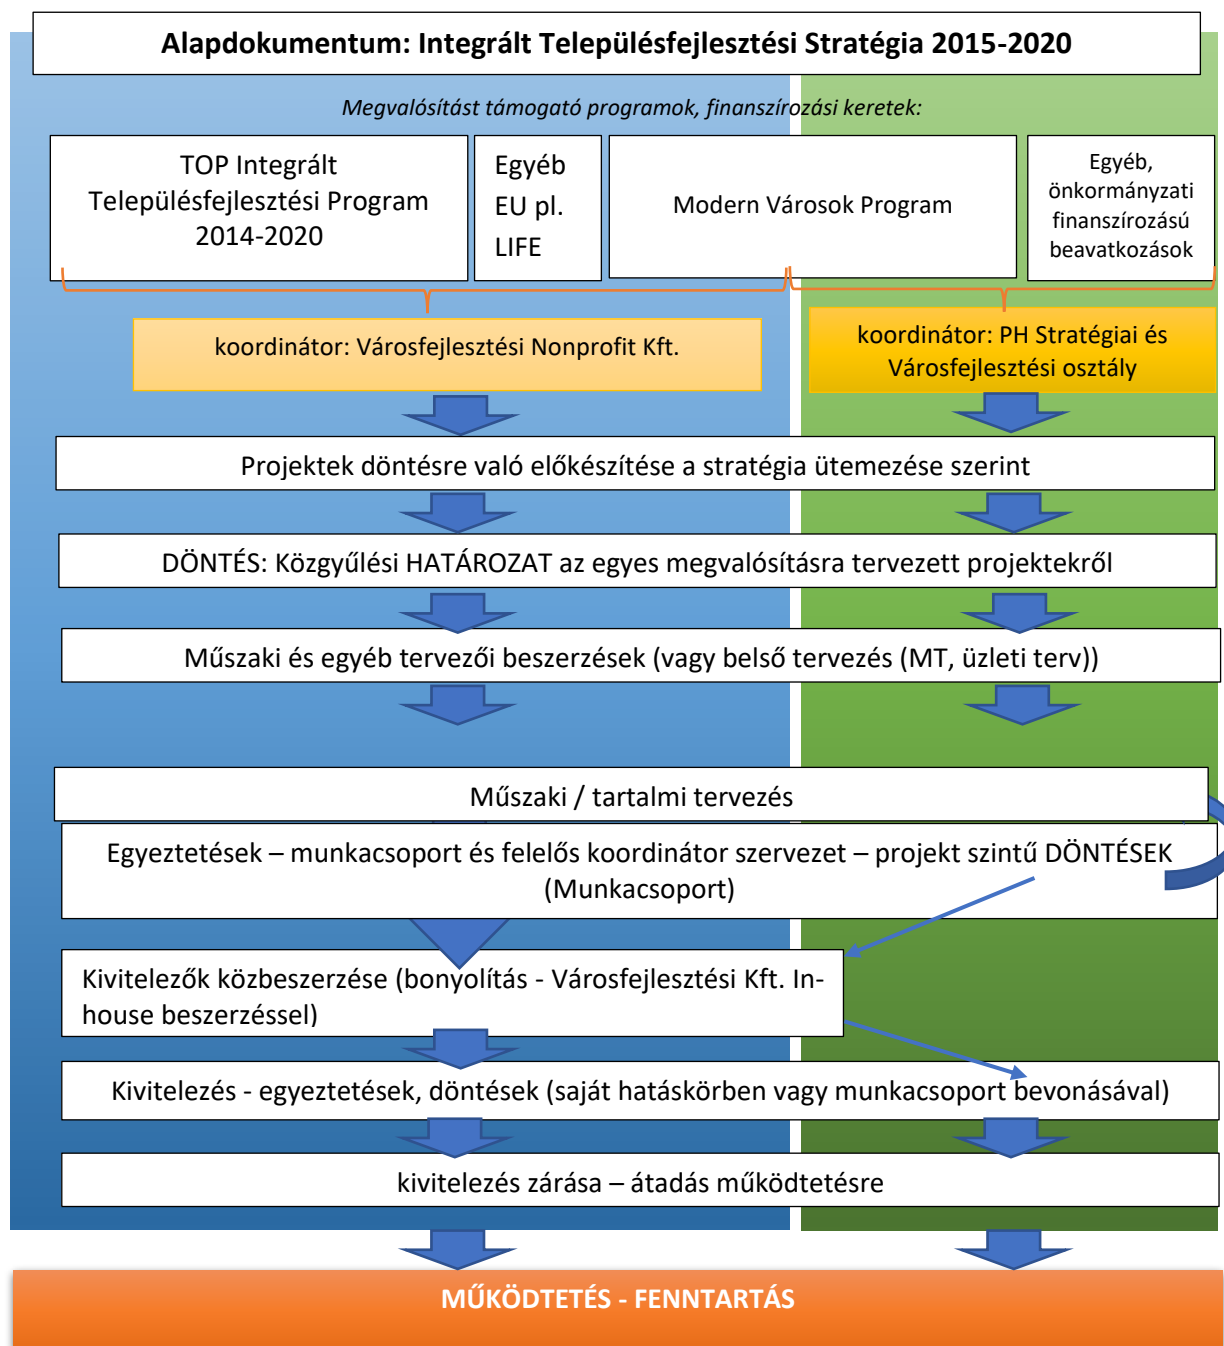 Alapdokumentum: Integrált Településfejlesztési Stratégia 2015-2020
Megvalósítást támogató programok, finanszírozási keretek:
TOP Integrált
Településfejlesztési Program
2014-2020
Egyéb
EU pl.
LIFE
Modern Városok Program
Egyéb,
önkormányzati
finanszírozású
beavatkozások
koordinátor: Városfejlesztési Nonprofit Kft.
koordinátor: PH Stratégiai és
Városfejlesztési osztály
Projektek döntésre való előkészítése a stratégia ütemezése szerint
DÖNTÉS: Közgyűlési HATÁROZAT az egyes megvalósításra tervezett projektekről
Műszaki és egyéb tervezői beszerzések (vagy belső tervezés (MT, üzleti terv))
Műszaki / tartalmi tervezés
Egyeztetések – munkacsoport és felelős koordinátor szervezet – projekt szintű DÖNTÉSEK
(Munkacsoport)
Kivitelezők közbeszerzése (bonyolítás - Városfejlesztési Kft. In-
house beszerzéssel)
Kivitelezés - egyeztetések, döntések (saját hatáskörben vagy munkacsoport bevonásával)
kivitelezés zárása – átadás működtetésre
MŰKÖDTETÉS - FENNTARTÁS